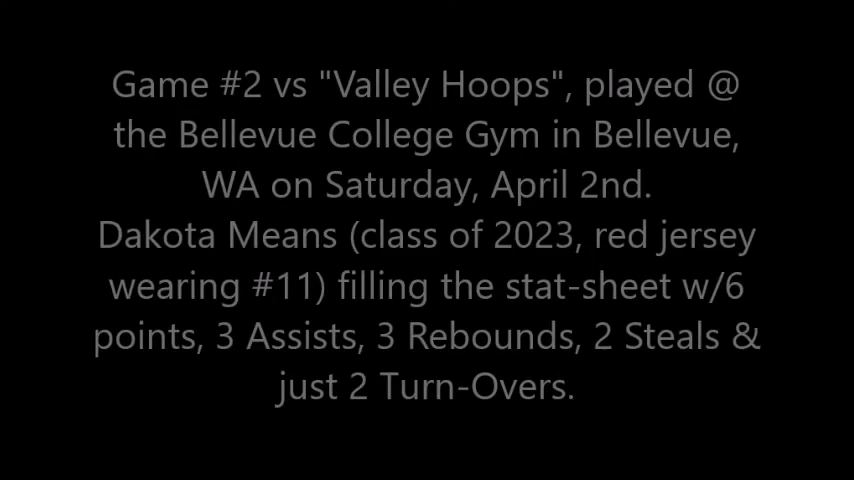 Game #2 vs "Valley Hoops", played @
the Bellevue College Gym in Bellevue,
WA on Saturday, April 2nd.
Dakota Means (class of 2023, red jersey
wearing #11) filling the stat-sheet w/6
points, 3 Assists, 3 Rebounds, 2 Steals &
just 2 Turn-Overs.